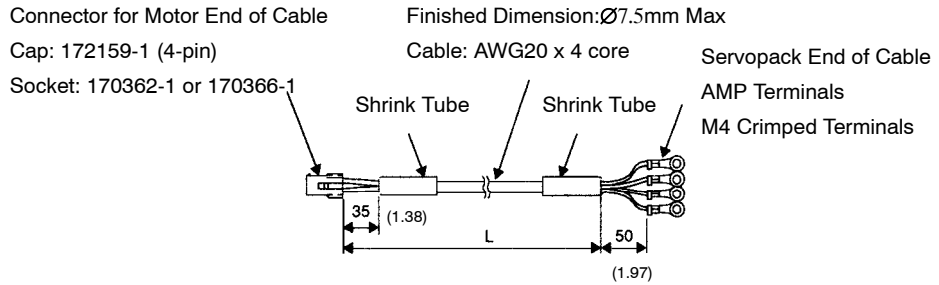 Connector for Motor End of Cable
Cap: 172159-1 (4-pin)
Socket: 170362-1 or 170366-1
Finished Dimension:Ø7.5mm Max
Cable: AWG20 x 4 core
Servopack End of Cable
AMP Terminals
M4 Crimped Terminals
Shrink Tube
Shrink Tube
35
(1.38)
L
50
(1.97)